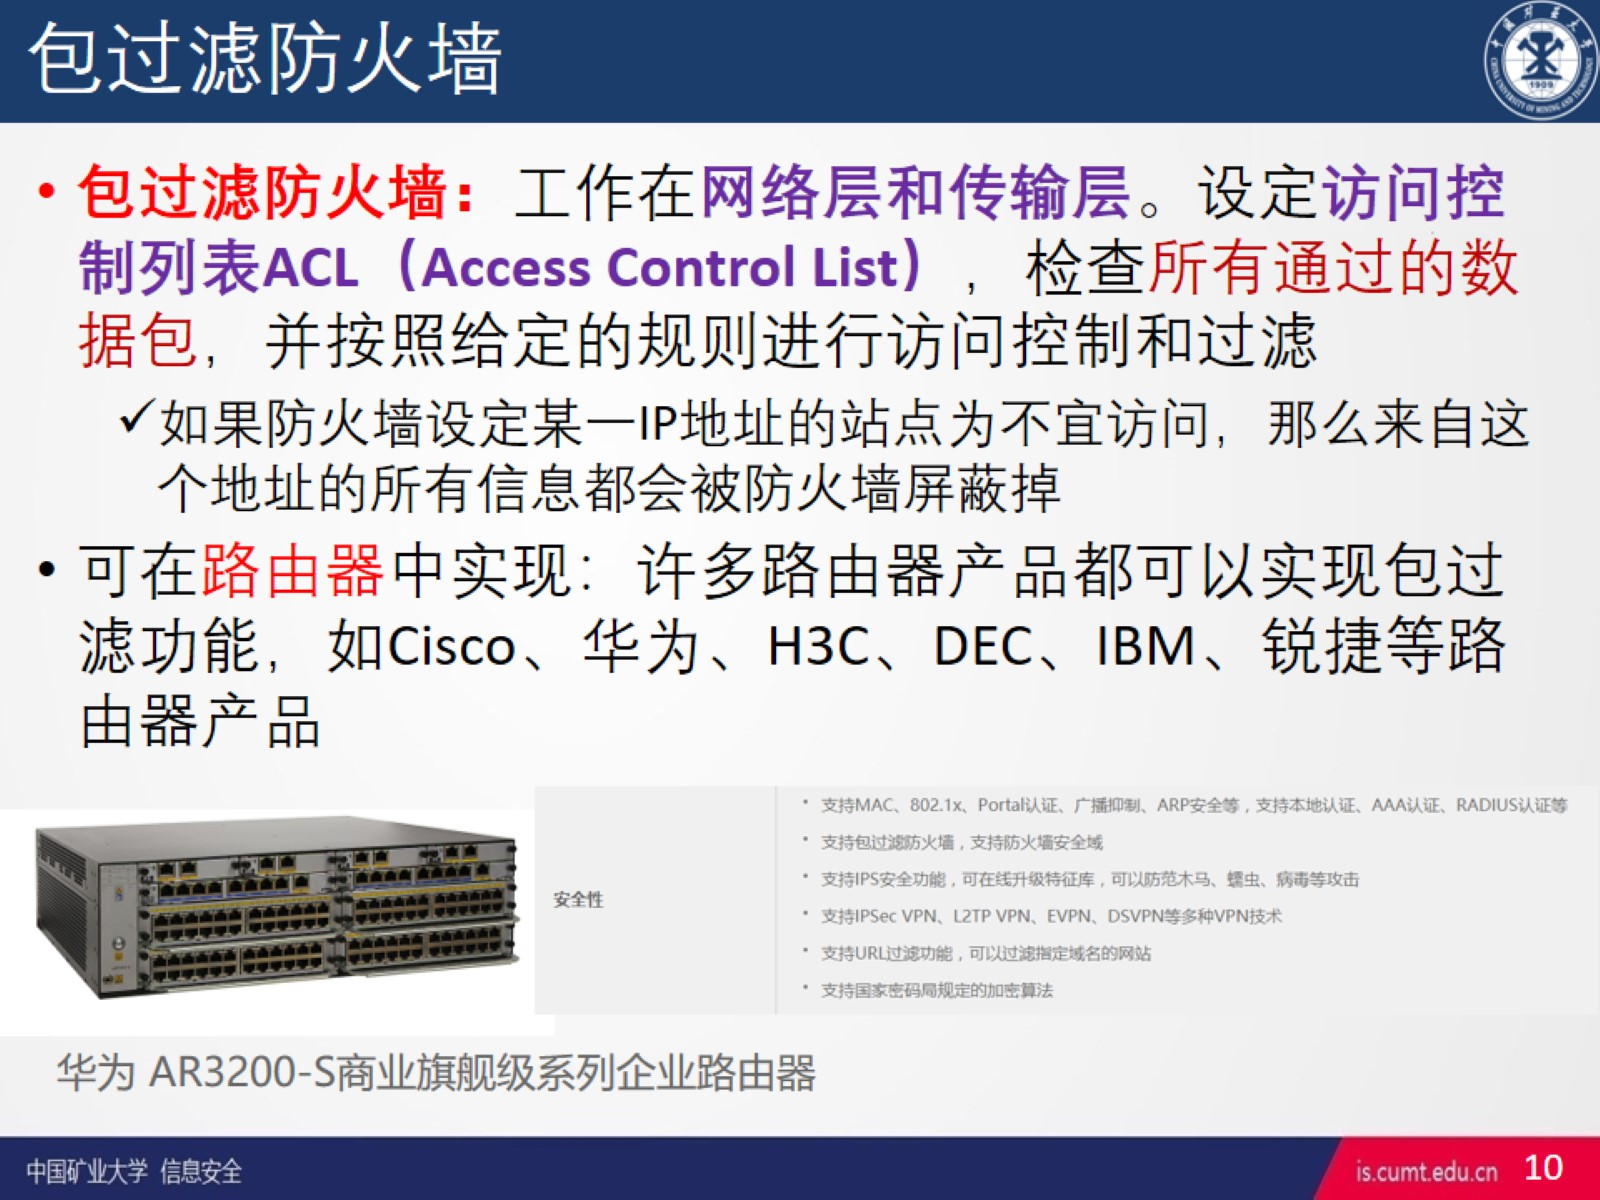 包过滤防火墙
中国矿业大学
CHINA UNIVERSITY OF MINING AND TECHNOLOGY
1909
• 包过滤防火墙：工作在网络层和传输层。设定访问控
制列表ACL（Access Control List），检查所有通过的数
据包，并按照给定的规则进行访问控制和过滤
✓如果防火墙设定某一IP地址的站点为不宜访问，那么来自这
个地址的所有信息都会被防火墙屏蔽掉
• 可在路由器中实现：许多路由器产品都可以实现包过
滤功能，如Cisco、华为、H3C、DEC、IBM、锐捷等路
由器产品
安全性
• 支持MAC、802.1x、Portal认证、广播抑制、ARP安全等，支持本地认证、AAA认证、RADIUS认证等
• 支持包过滤防火墙，支持防火墙安全域
• 支持IPS安全功能，可在线升级特征库，可以防范木马、蠕虫、病毒等攻击
• 支持IPSec VPN、L2TP VPN、EVPN、DSVPN等多种VPN技术
• 支持URL过滤功能，可以过滤指定域名的网站
• 支持国家密码局规定的加密算法
华为 AR3200-S商业旗舰级系列企业路由器
中国矿业大学 信息安全
is.cumt.edu.cn 10